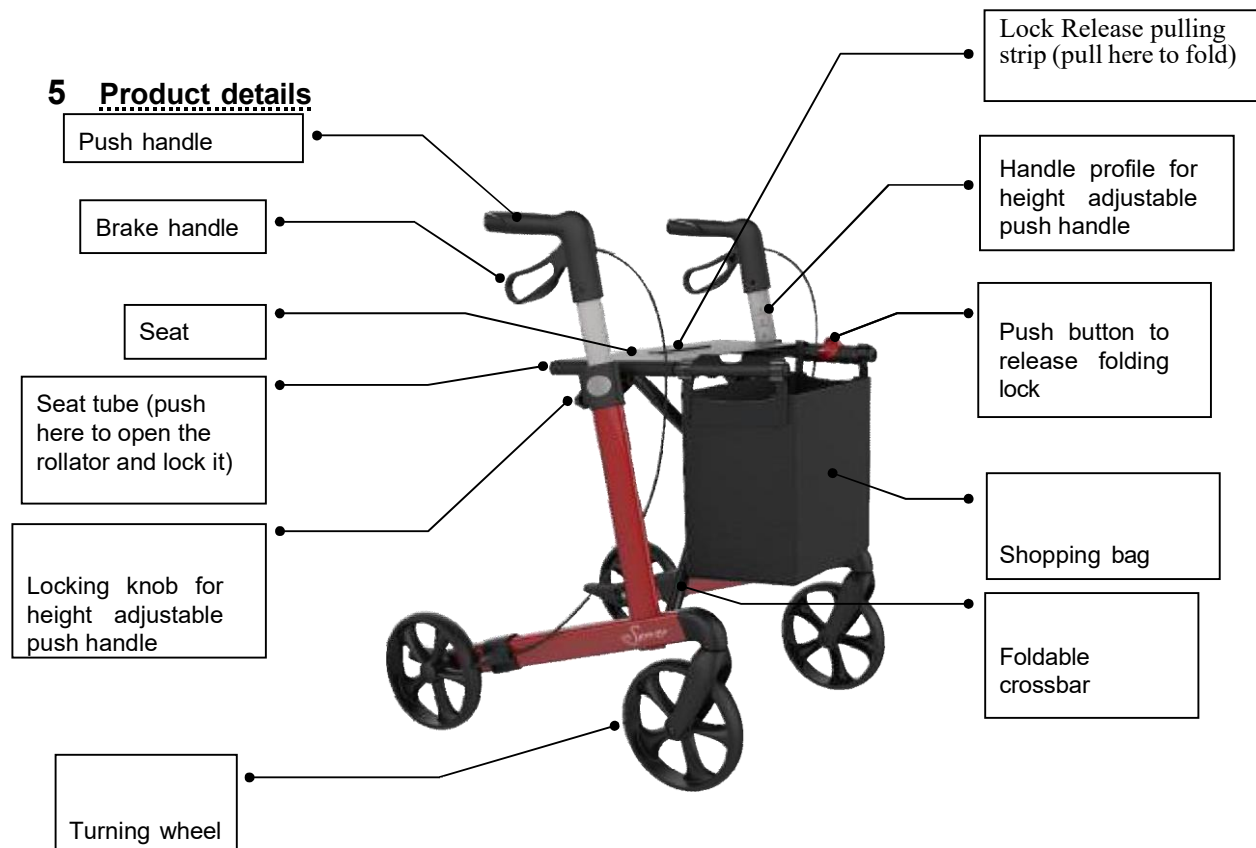 5 Product details
Push handle
Brake handle
Seat
Seat tube (push
here to open the
rollator and lock it)
Locking knob for
height adjustable
push handle
Turning wheel
Lock Release pulling
strip (pull here to fold)
Handle profile for
height adjustable
push handle
Push button to
release folding
lock
Shopping bag
Foldable
crossbar